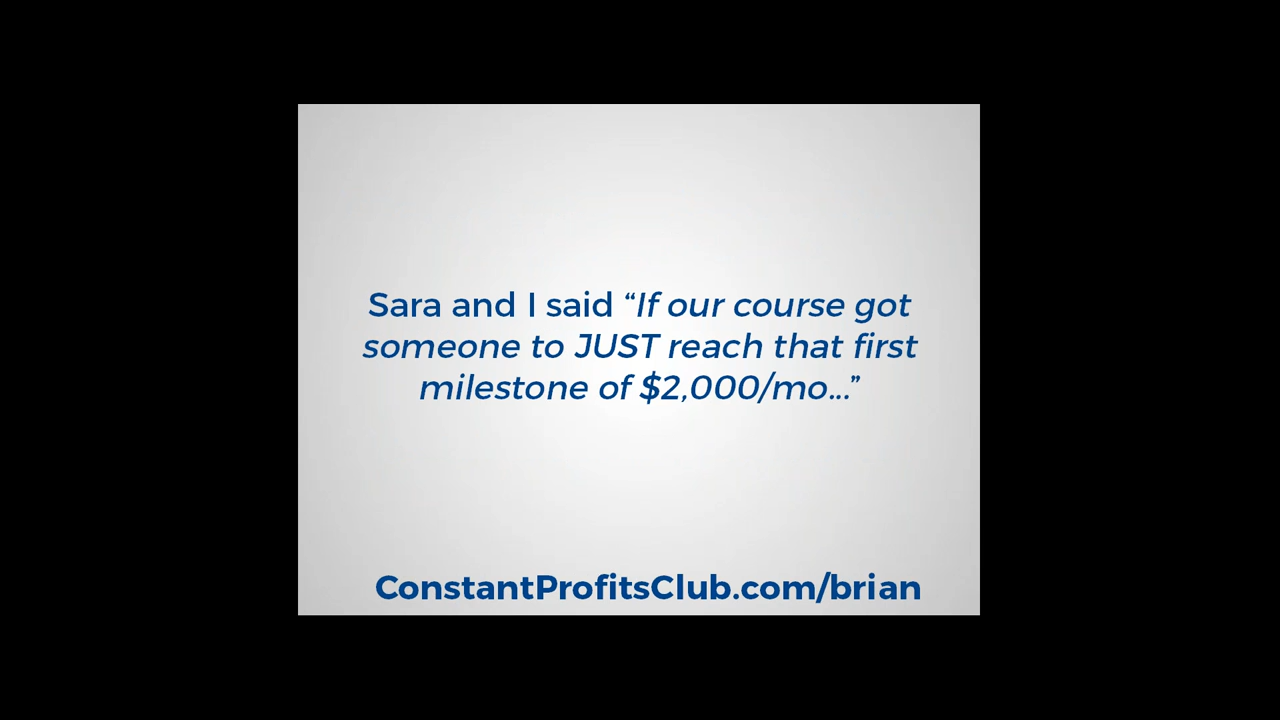 Sara and I said “If our course got
someone to JUST reach that first
milestone of $2,000/mo...”
ConstantProfitsClub.com/brian